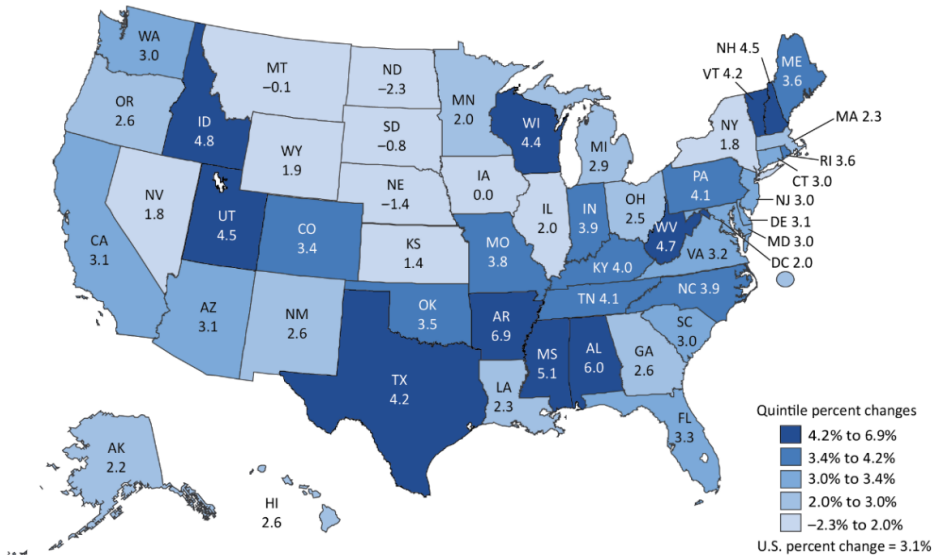 WA
3.0
OR
2.6
ID
4.8
MT
–0.1
ND
–2.3
MN
2.0
WI
4.4
MI
2.9
NH 4.5
VT 4.2
ME
3.6
MA 2.3
NY
1.8
RI 3.6
CT 3.0
NJ 3.0
DE 3.1
MD 3.0
DC 2.0
SD
–0.8
WY
1.9
NE
–1.4
IA
0.0
IL
2.0
IN
3.9
OH
2.5
PA
4.1
WV
4.7
VA 3.2
NV
1.8
UT
4.5
CO
3.4
KS
1.4
MO
3.8
KY 4.0
TN 4.1
NC 3.9
CA
3.1
AZ
3.1
NM
2.6
OK
3.5
AR
6.9
MS
5.1
AL
6.0
GA
2.6
SC
3.0
TX
4.2
LA
2.3
FL
3.3
AK
2.2
HI
2.6
Quintile percent changes
4.2% to 6.9%
3.4% to 4.2%
3.0% to 3.4%
2.0% to 3.0%
–2.3% to 2.0%
U.S. percent change = 3.1%